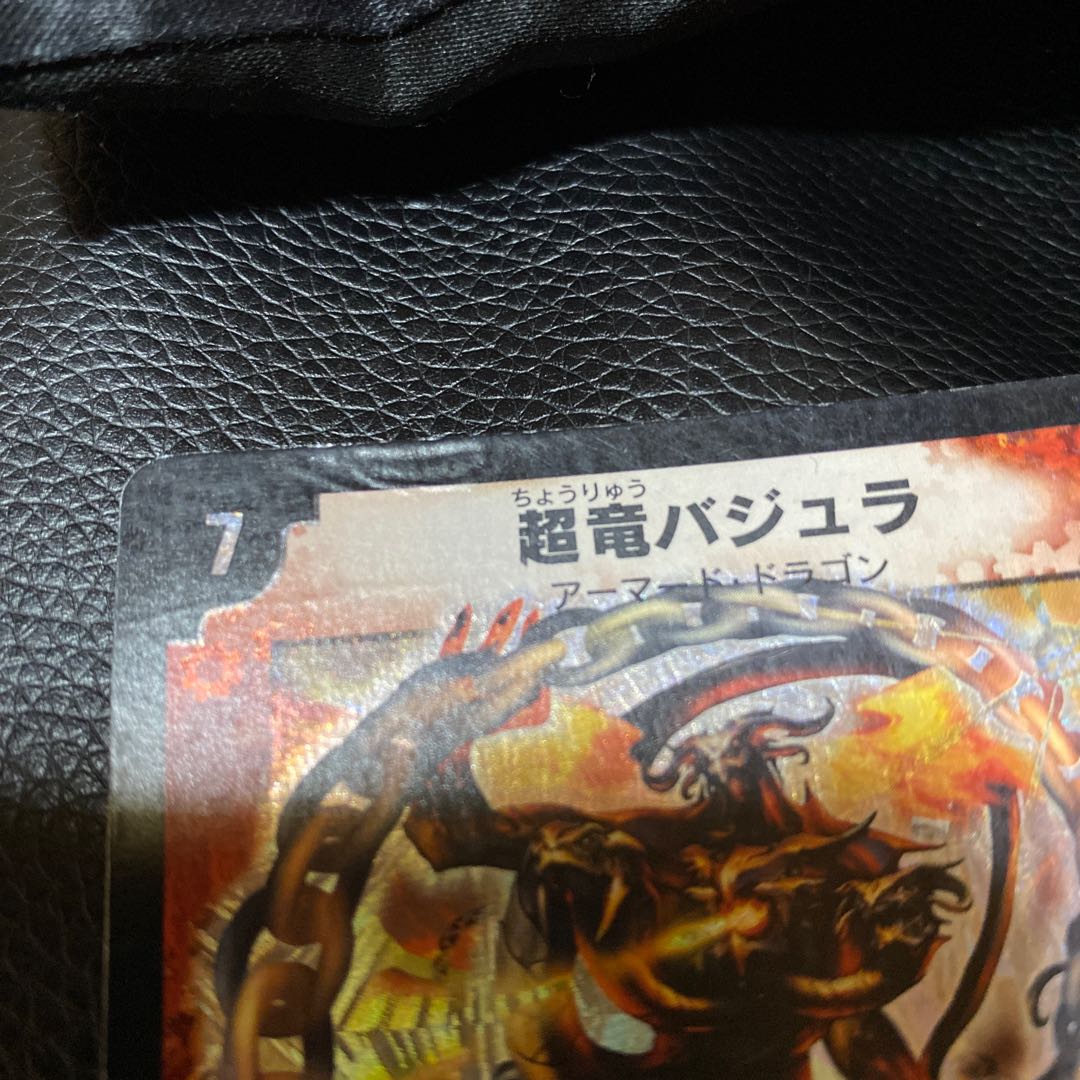 7
ちょうりゅう
超竜バジュラ
アーマード・ドラゴン